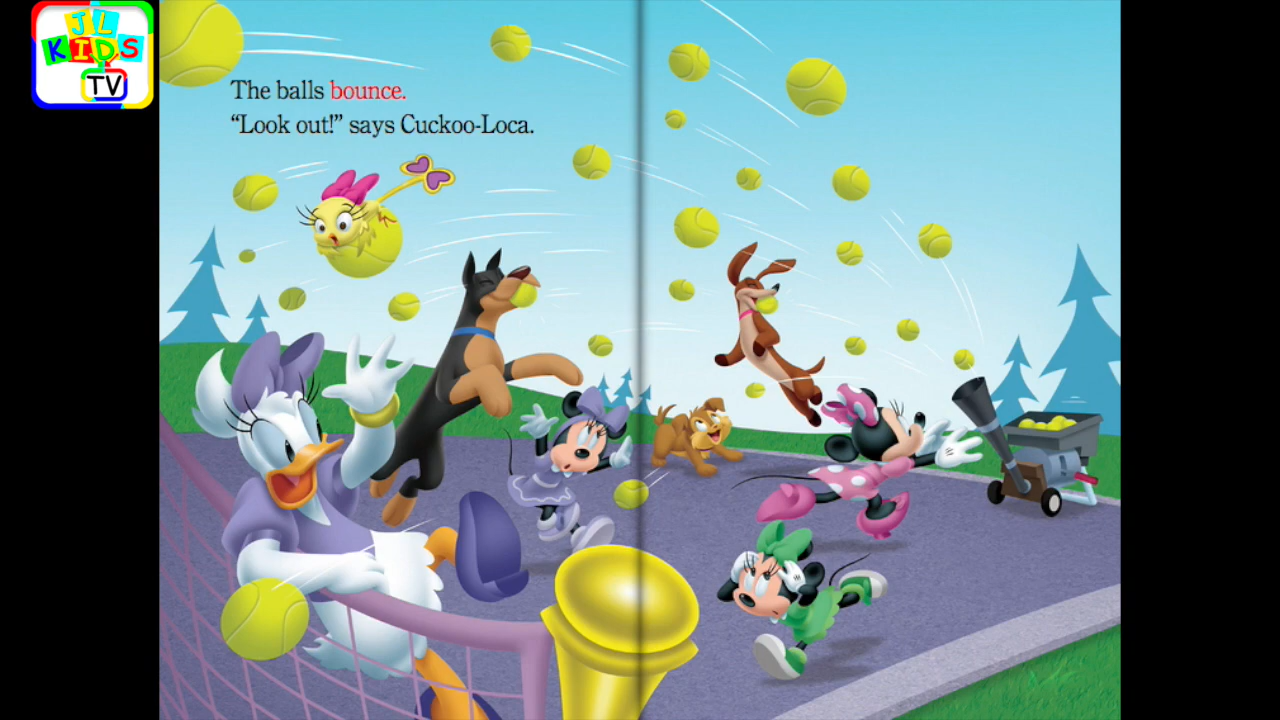 JL
KIDS
TV
The balls bounce.
“Look out!” says Cuckoo-Loca.